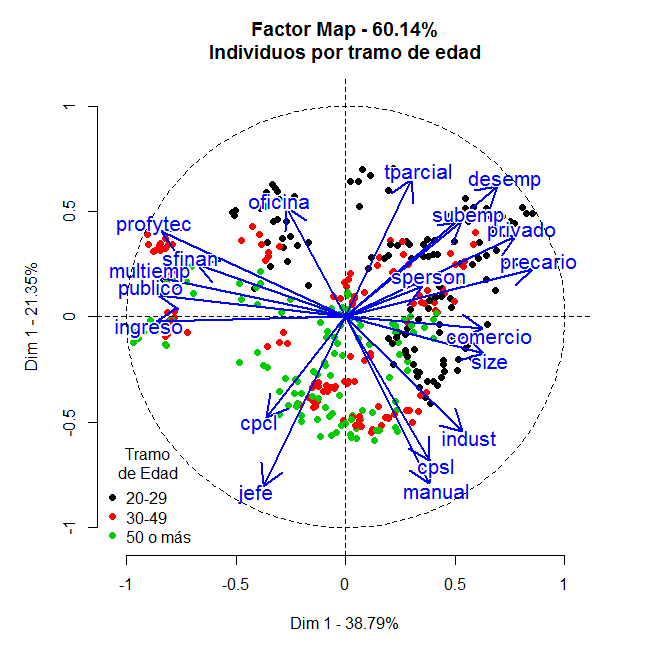 Factor Map - 60.14%
Individuos por tramo de edad
tparcial
desemp
oficina
subemp
profytec
privado
sfinan
precario
multiemp
sperson
publico
ingreso
comercio
size
cpcl
indust
cpsl
jefe
manual
Tramo
de Edad
20-29
30-49
50 o más
1
0.5
0
-0.5
-1
Dim 1 - 21.35%
-1
-0.5
0
0.5
1
Dim 1 - 38.79%